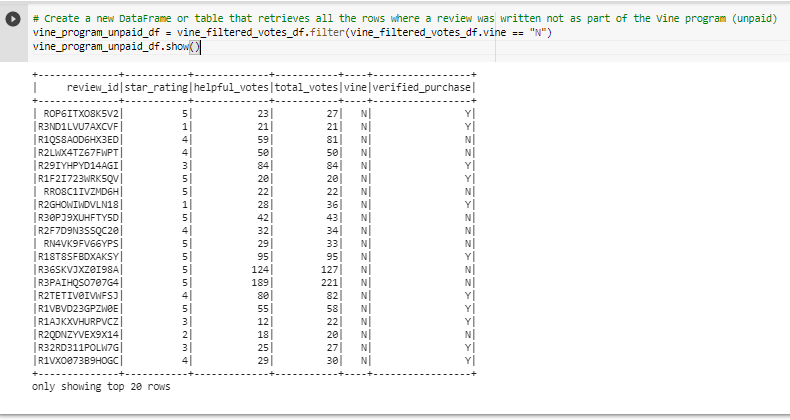 # Create a new DataFrame or table that retrieves all the rows where a review was written not as part of the Vine program (unpaid)
vine_program_unpaid_df = vine_filtered_votes_df.filter(vine_filtered_votes_df.vine == "N")
vine_program_unpaid_df.show()
+--------------+-----------+-------------+-----------+----+-----------------+
|     review_id|star_rating|helpful_votes|total_votes|vine|verified_purchase|
+--------------+-----------+-------------+-----------+----+-----------------+
| ROP6ITXO8K5V2|          5|           23|         27|   N|                Y|
|R3ND1LVU7AXCVF|          1|           21|         21|   N|                Y|
|R1QS8AOD6HX3ED|          4|           59|         81|   N|                N|
|R2LWX4TZ67FWPT|          4|           50|         50|   N|                N|
|R29IYHPYD14AGI|          3|           84|         84|   N|                Y|
|R1F2I723WRK5QV|          5|           20|         20|   N|                Y|
| RRO8C1IVZMD6H|          5|           22|         22|   N|                N|
|R2GHOWIWDVLN18|          1|           28|         36|   N|                Y|
|R30PJ9XUHFTY5D|          5|           42|         43|   N|                N|
|R2F7D9N3SSQC20|          4|           32|         34|   N|                N|
| RN4VK9FV66YPS|          5|           29|         33|   N|                N|
|R18T8SFBDXAKSY|          5|           95|         95|   N|                Y|
|R36SKVJXZ0I98A|          5|          124|        127|   N|                N|
|R3PAIHQSO707G4|          5|          189|        221|   N|                N|
|R2TETIV0IVWFSJ|          4|           80|         82|   N|                Y|
|R1VBVD23GPZW0E|          5|           55|         58|   N|                Y|
|R1AJKXVHURPVCZ|          3|           12|         22|   N|                Y|
|R2QDNZYVEX9X14|          2|           18|         20|   N|                N|
|R32RD311POLW7G|          3|           25|         27|   N|                Y|
|R1VXO073B9HOGC|          4|           29|         30|   N|                Y|
+--------------+-----------+-------------+-----------+----+-----------------+
only showing top 20 rows